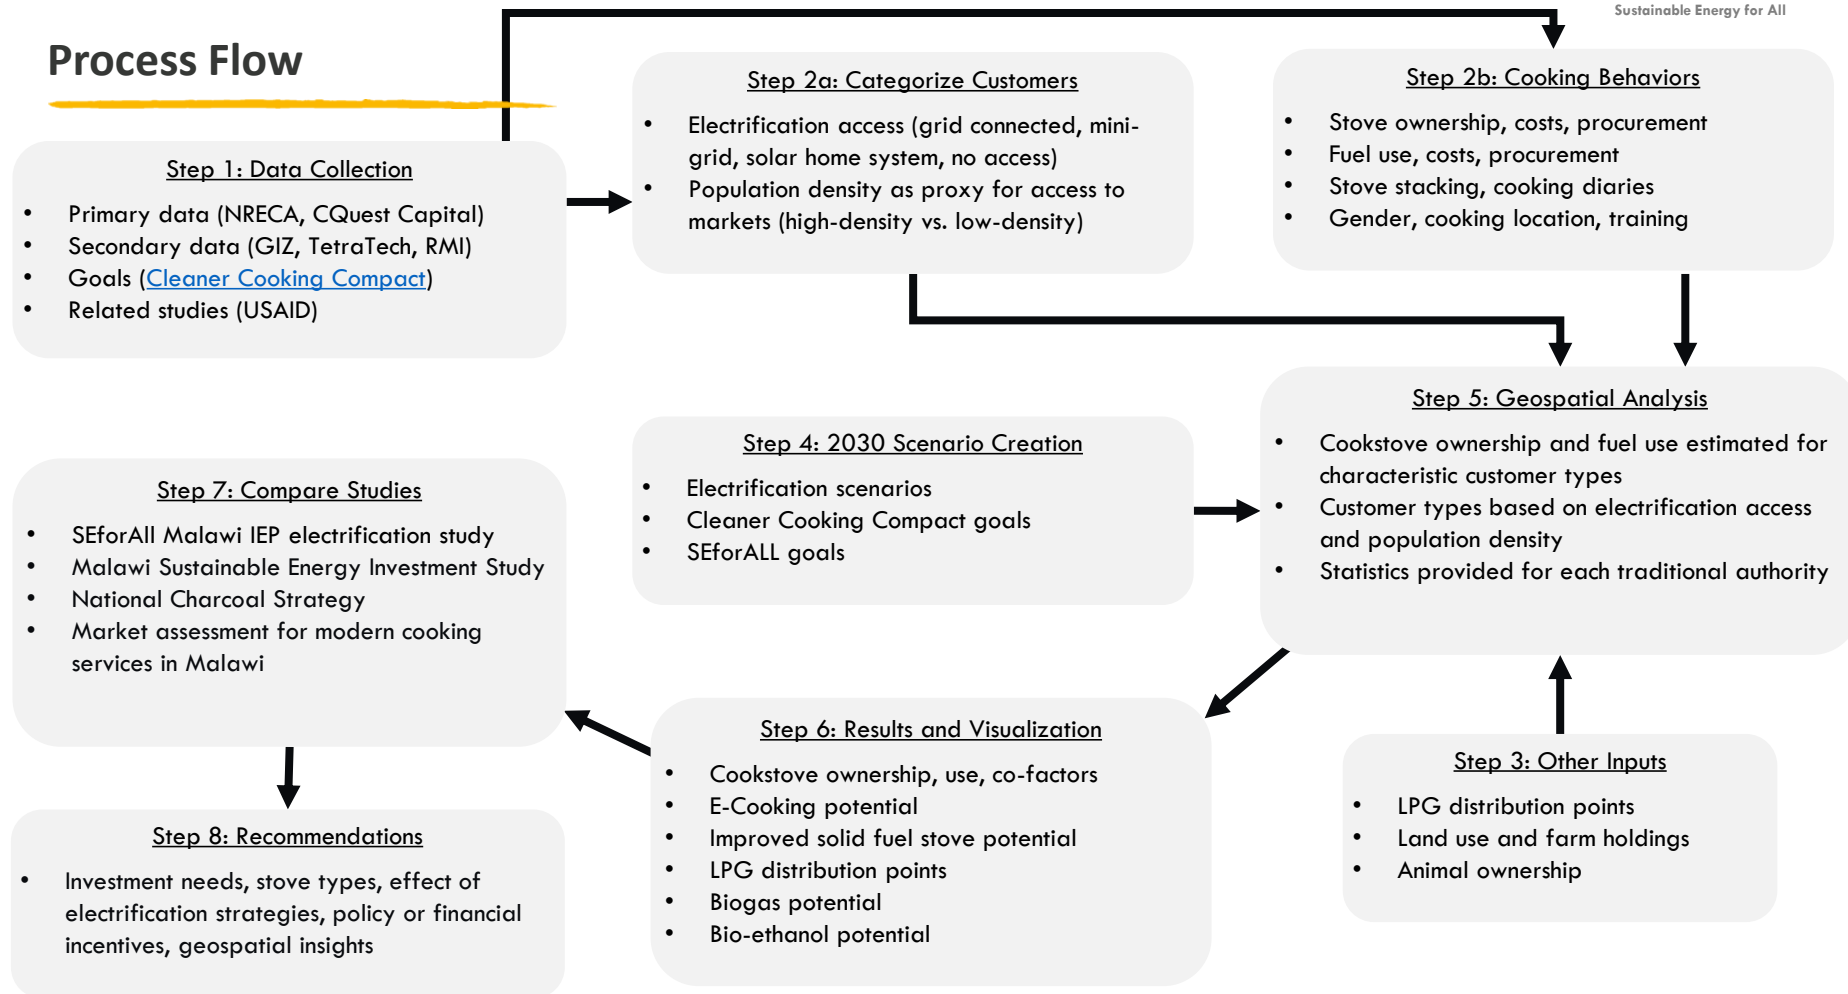 Sustainable Energy for All
Process Flow
Step 1: Data Collection
• Primary data (NRECA, CQuest Capital)
• Secondary data (GIZ, TetraTech, RMI)
• Goals (Cleaner Cooking Compact)
• Related studies (USAID)
Step 2a: Categorize Customers
• Electrification access (grid connected, mini-
grid, solar home system, no access)
• Population density as proxy for access to
markets (high-density vs. low-density)
Step 2b: Cooking Behaviors
• Stove ownership, costs, procurement
• Fuel use, costs, procurement
• Stove stacking, cooking diaries
• Gender, cooking location, training
Step 3: Other Inputs
• LPG distribution points
• Land use and farm holdings
• Animal ownership
Step 4: 2030 Scenario Creation
• Electrification scenarios
• Cleaner Cooking Compact goals
• SEforALL goals
Step 5: Geospatial Analysis
• Cookstove ownership and fuel use estimated for
characteristic customer types
• Customer types based on electrification access
and population density
• Statistics provided for each traditional authority
Step 6: Results and Visualization
• Cookstove ownership, use, co-factors
• E-Cooking potential
• Improved solid fuel stove potential
• LPG distribution points
• Biogas potential
• Bio-ethanol potential
Step 7: Compare Studies
• SEforAll Malawi IEP electrification study
• Malawi Sustainable Energy Investment Study
• National Charcoal Strategy
• Market assessment for modern cooking
services in Malawi
Step 8: Recommendations
• Investment needs, stove types, effect of
electrification strategies, policy or financial
incentives, geospatial insights